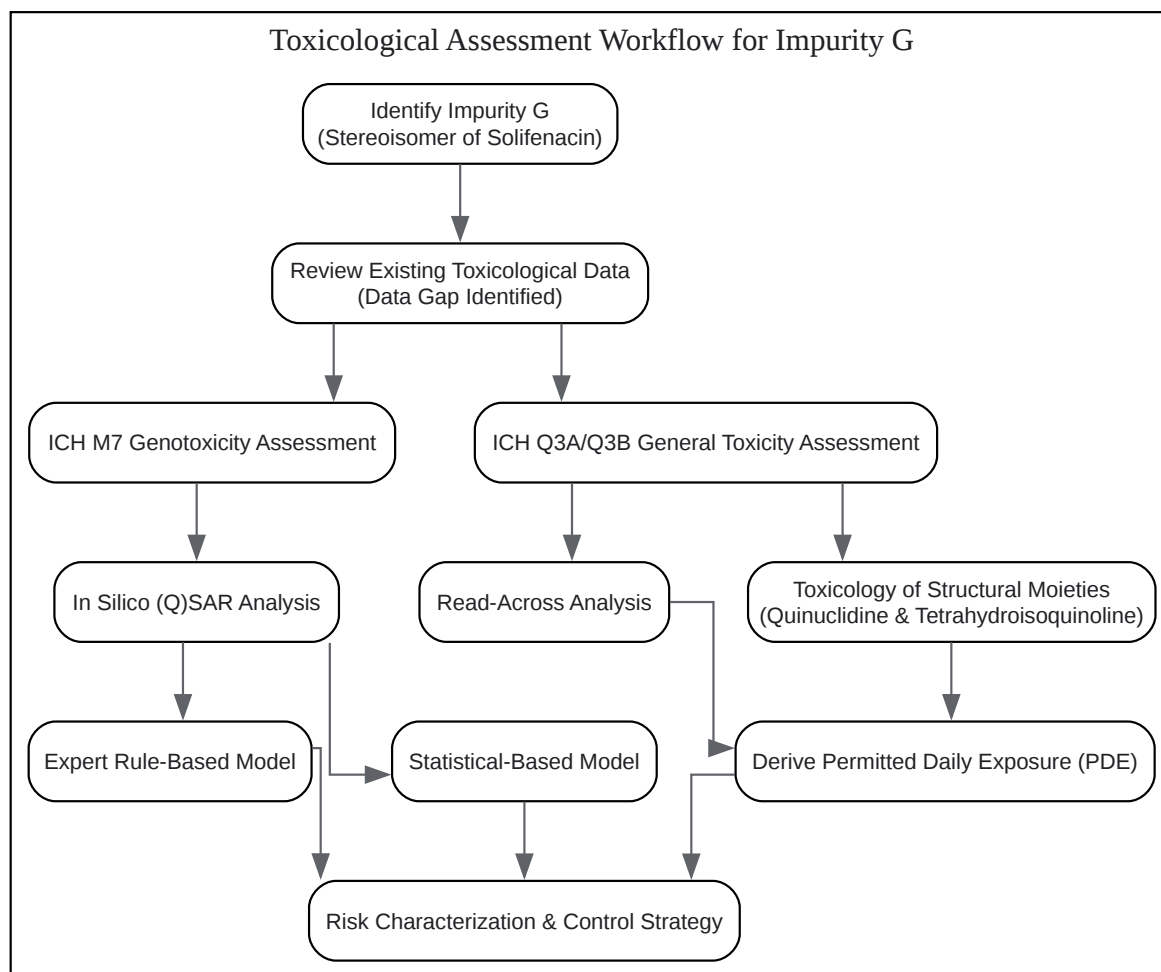 Toxicological Assessment Workflow for Impurity G
Identify Impurity G
(Stereoisomer of Solifenacin)
Review Existing Toxicological Data
(Data Gap Identified)
ICH M7 Genotoxicity Assessment
ICH Q3A/Q3B General Toxicity Assessment
In Silico (Q)SAR Analysis
Read-Across Analysis
Toxicology of Structural Moieties
(Quinuclidine & Tetrahydroisoquinoline)
Expert Rule-Based Model
Statistical-Based Model
Derive Permitted Daily Exposure (PDE)
Risk Characterization & Control Strategy